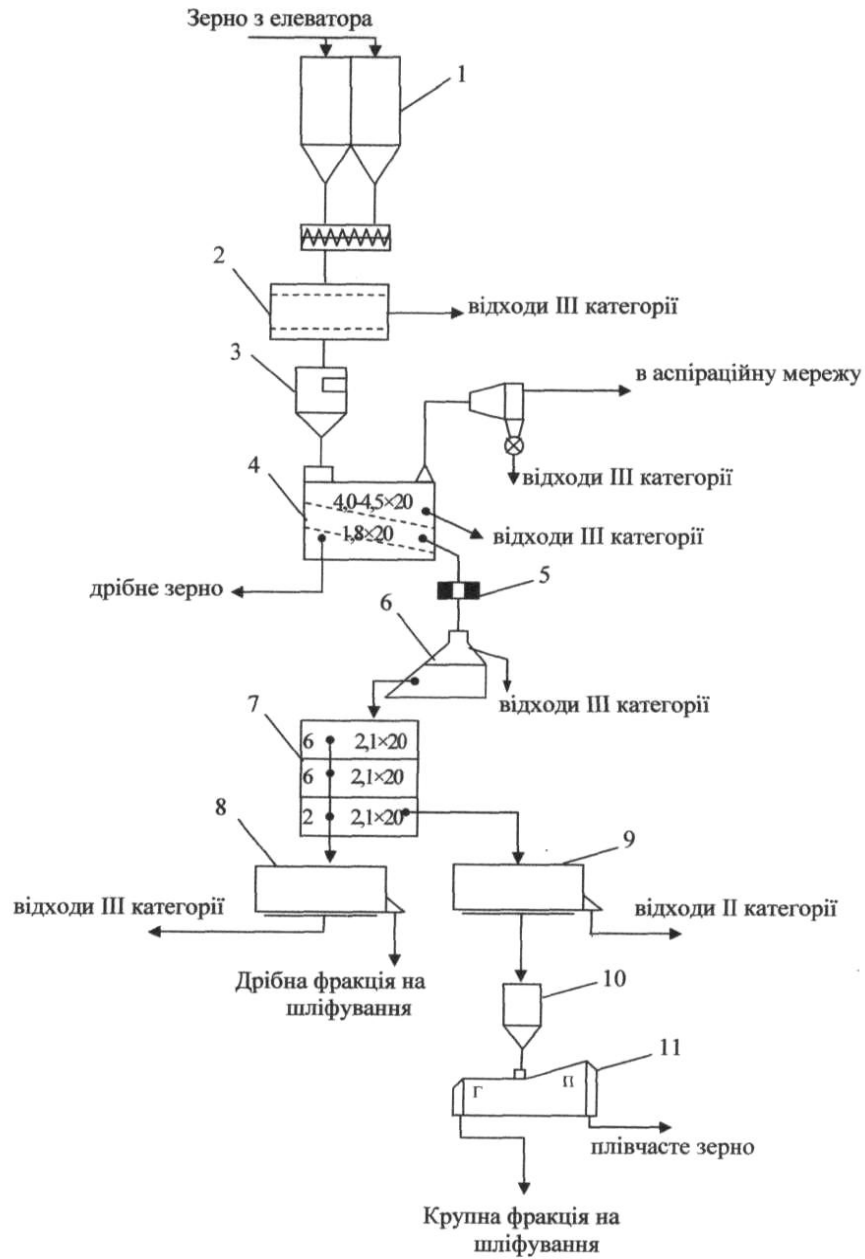 Зерно з елеватора
1
2
відходи III категорії
3
в аспіраційну мережу
4
4,0-4,5×20
відходи III категорії
1,8×20
відходи III категорії
дрібне зерно
5
6
відходи III категорії
7
6 2,1×20
6 2,1×20
2 2,1×20
8
9
відходи III категорії
відходи II категорії
Дрібна фракція на
шліфування
10
11
Г
П
плівчасте зерно
Крупна фракція на
шліфування